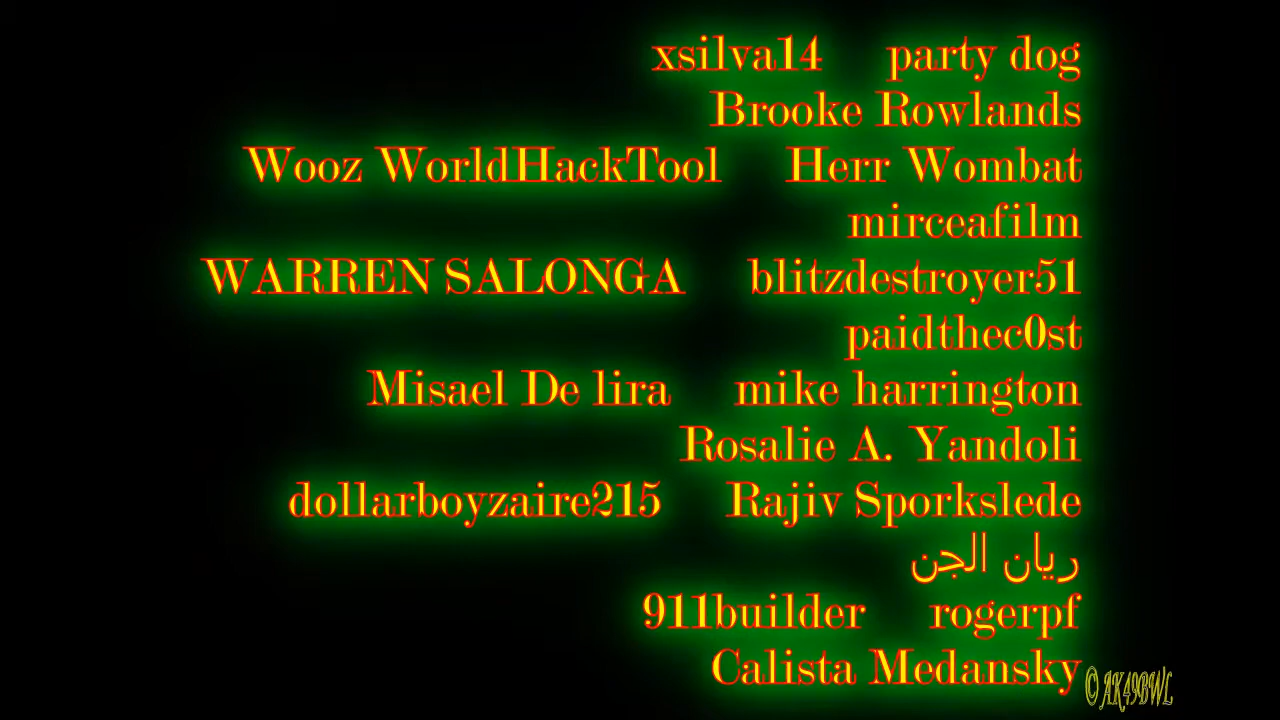 xsilva14 party dog
Brooke Rowlands
Wooz WorldHackTool Herr Wombat
mirceafilm
WARREN SALONGA blitzdestroyer51
paidthec0st
Misael De lira mike harrington
Rosalie A. Yandoli
dollarboyzaire215 Rajiv Sporkslede
ريان الجن
911builder rogerpf
Calista Medansky
© AK49BWL